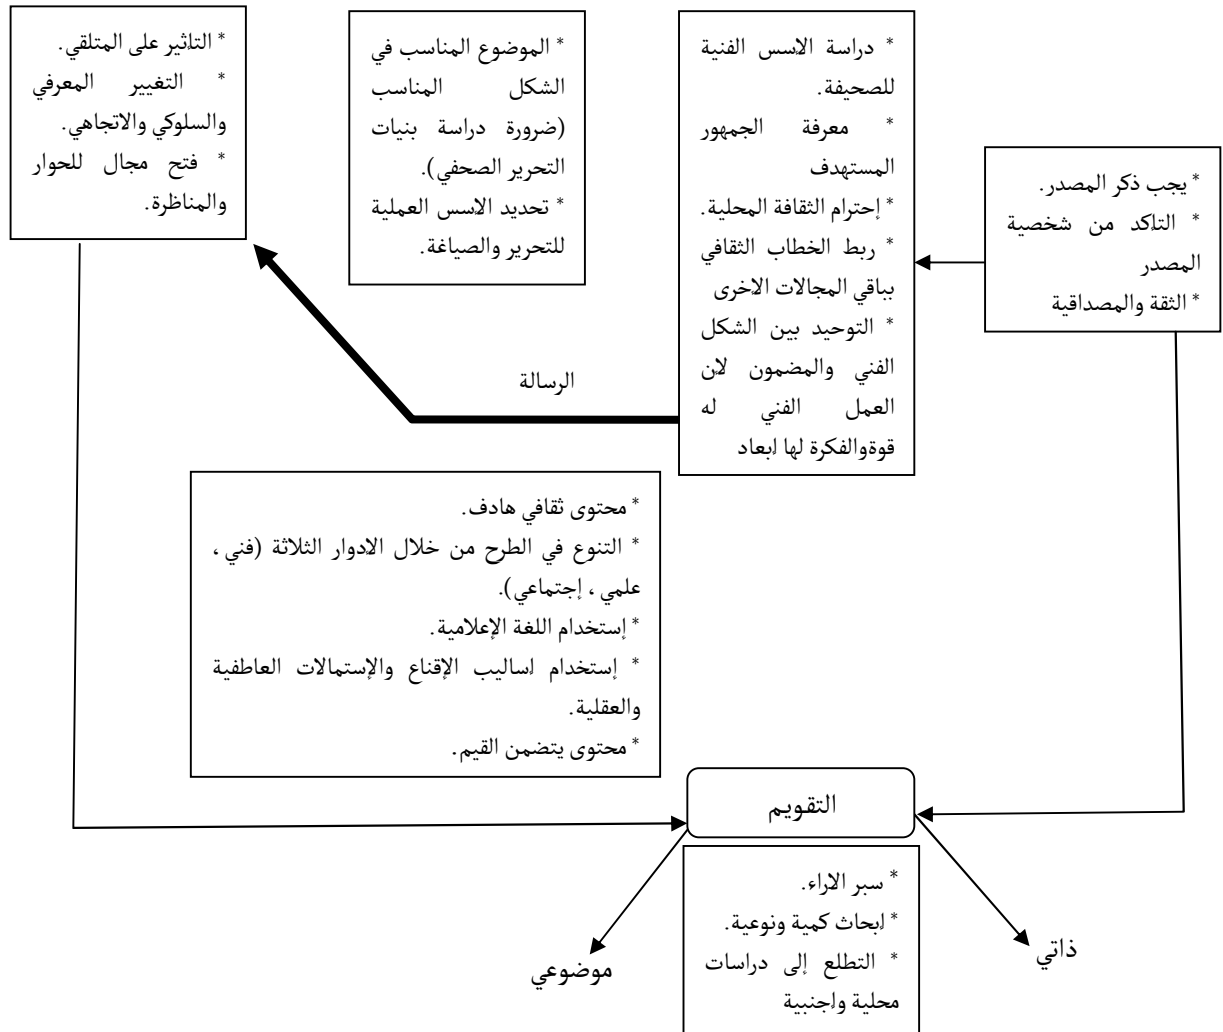 * يجب ذكر المصدر.
* التاكد من شخصية
المصدر
* الثقة والمصداقية
* دراسة الاسس الفنية
للصحيفة.
* معرفة الجمهور
المستهدف
* إحترام الثقافة المحلية.
* ربط الخطاب الثقافي
بباقي المجالات الاخرى
* التوحيد بين الشكل
الفني والمضمون لان
العمل الفني له
قوةوالفكرة لها ابعاد
* الموضوع المناسب في
الشكل المناسب
(ضرورة دراسة بنيات
التحرير الصحفي).
* تحديد الاسس العملية
للتحرير والصياغة.
* التاثير على المتلقي.
* التغيير المعرفي
والسلوكي والاتجاهي.
* فتح مجال للحوار
والمناظرة.
الرسالة
* محتوى ثقافي هادف.
* التنوع في الطرح من خلال الادوار الثلاثة (فني ،
علمي ، إجتماعي).
* إستخدام اللغة الإعلامية.
* إستخدام اساليب الإقناع والإستمالات العاطفية
والعقلية.
* محتوى يتضمن القيم.
التقويم
* سبر الاراء.
* ابحاث كمية ونوعية.
* التطلع إلى دراسات
محلية واجنبية
ذاتي
موضوعي